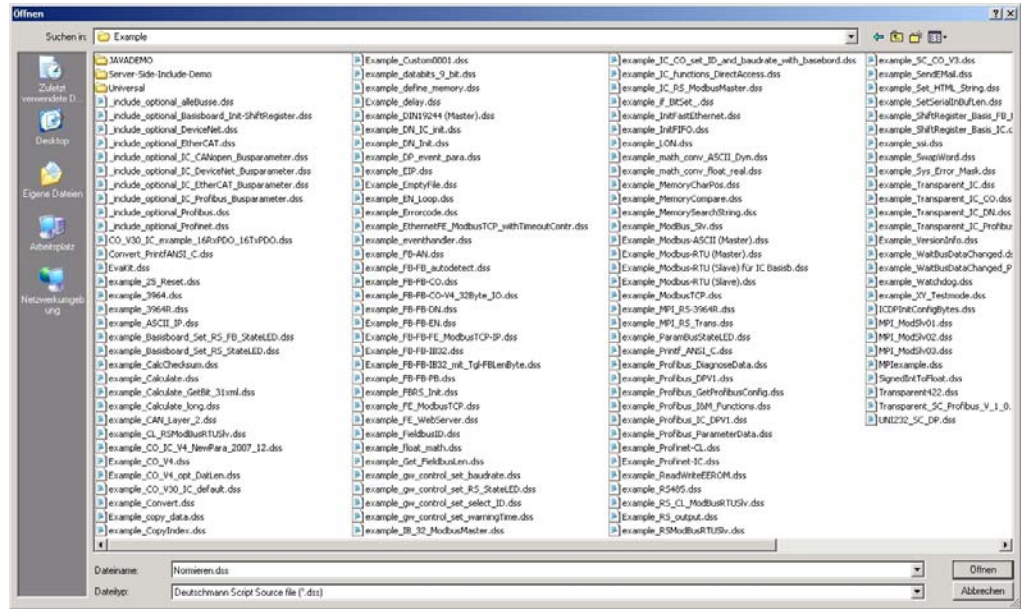 Öffnen
Suchen in:
Example
Zuletzt
verwendete D...
Desktop
Eigene Dateien
Arbeitsplatz
Netzwerkumgeb
ung
JAVADEMO
Server-Side-Include-Demo
Universal
_include_optional_alleBusse.dss
_include_optional_Basisboard_Init-ShiftRegister.dss
_include_optional_DeviceNet.dss
_include_optional_EtherCAT.dss
_include_optional_IC_CANopen_Busparameter.dss
_include_optional_IC_DeviceNet_Busparameter.dss
_include_optional_IC_EtherCAT_Busparameter.dss
_include_optional_IC_Profibus_Busparameter.dss
_include_optional_Profibus.dss
_include_optional_Profinet.dss
CO_V30_IC_example_16RxPDO_16TxPDO.dss
Convert_PrintfANSI_C.dss
EvaKit.dss
example_25_Reset.dss
example_3964.dss
example_3964R.dss
example_ASCII_IP.dss
example_Basisboard_Set_RS_FB_StateLED.dss
example_Basisboard_Set_RS_StateLED.dss
example_CalcChecksum.dss
example_Calculate.dss
example_Calculate_GetBit_31xml.dss
example_Calculate_long.dss
example_CAN_Layer_2.dss
example_CL_RSModBusRTUSlv.dss
example_CO_IC_V4_NewPara_2007_12.dss
Example_CO_V4.dss
Example_CO_V4_opt_DatLen.dss
example_CO_V30_IC_default.dss
example_Convert.dss
Example_copy_data.dss
example_CopyIndex.dss
Example_Custom0001.dss
example_databits_9_bit.dss
example_define_memory.dss
Example_delay.dss
example_DIN19244 (Master).dss
example_DN_IC_init.dss
example_DN_Init.dss
example_DP_event_para.dss
example_EIP.dss
Example_EmptyFile.dss
example_EN_Loop.dss
example_Errorcode.dss
example_EthernetFE_ModbusTCP_withTimeoutContr.dss
example_eventhandler.dss
example_FB-AN.dss
example_FB-FB_autodetect.dss
example_FB-FB-CO.dss
example_FB-FB-CO-V4_32Byte_IO.dss
example_FB-FB-DN.dss
Example_FB-FB-EN.dss
Example_FB-FB-FE_ModbusTCP-IP.dss
Example_FB-FB-IB32.dss
example_FB-FB-IB32_mit_Tgl-FBLenByte.dss
Example_FB-FB-PB.dss
example_FBRS_Init.dss
example_FE_ModbusTCP.dss
example_FE_WebServer.dss
example_FieldbusID.dss
example_float_math.dss
example_Get_FieldbusLen.dss
example_gw_control_set_baudrate.dss
example_gw_control_set_RS_StateLED.dss
example_gw_control_set_select_ID.dss
example_gw_control_set_warningTime.dss
example_IB_32_ModbusMaster.dss
example_IC_CO_set_ID_and_baudrate_with_basebord.dss
example_IC_functions_DirectAccess.dss
example_IC_RS_ModbusMaster.dss
example_if_BitSet_.dss
example_InitFastEthernet.dss
example_InitFIFO.dss
example_LON.dss
example_math_conv_ASCII_Dyn.dss
example_math_conv_float_real.dss
example_MemoryCharPos.dss
example_MemoryCompare.dss
example_MemorySearchString.dss
example_ModBus_Slv.dss
Example_Modbus-ASCII (Master).dss
Example_Modbus-RTU (Master).dss
Example_Modbus-RTU (Slave) für IC Basisb.dss
Example_Modbus-RTU (Slave).dss
example_ModbusTCP.dss
example_MPI_RS-3964R.dss
example_MPI_RS_Trans.dss
example_ParamBusStateLED.dss
example_Printf_ANSI_C.dss
example_Profibus_DiagnoseData.dss
example_Profibus_DPV1.dss
example_Profibus_GetProfibusConfig.dss
example_Profibus_I&M_Functions.dss
example_Profibus_IC_DPV1.dss
example_Profibus_ParameterData.dss
example_Profinet-CL.dss
Example_Profinet-IC.dss
example_ReadWriteEEROM.dss
example_RS485.dss
Example_RS_CL_ModBusRTUSlv.dss
Example_RS_output.dss
example_RSModBusRTUSlv.dss
example_SC_CO_V3.dss
example_SendEMail.dss
example_Set_HTML_String.dss
example_SetSerialInBufLen.dss
example_ShiftRegister_Basis_FB_I
example_ShiftRegister_Basis_IC.c
example_ssi.dss
example_SwapWord.dss
example_Sys_Error_Mask.dss
example_Transparent_IC.dss
example_Transparent_IC_CO.dss
example_Transparent_IC_DN.dss
example_Transparent_IC_Profibu
Example_VersionInfo.dss
example_WaitBusDataChanged.ds
example_WaitBusDataChanged_P
example_Watchdog.dss
example_XY_Testmode.dss
ICDPInitConfigBytes.dss
MPI_ModSlv01.dss
MPI_ModSlv02.dss
MPI_ModSlv03.dss
MPIexample.dss
SignedIntToFloat.dss
Transparent422.dss
Transparent_SC_Profibus_V_1_0.
UNI232_SC_DP.dss
Dateiname:
Normieren.dss
Öffnen
Dateityp:
Deutschmann Script Source file (*.dss)
Abbrechen